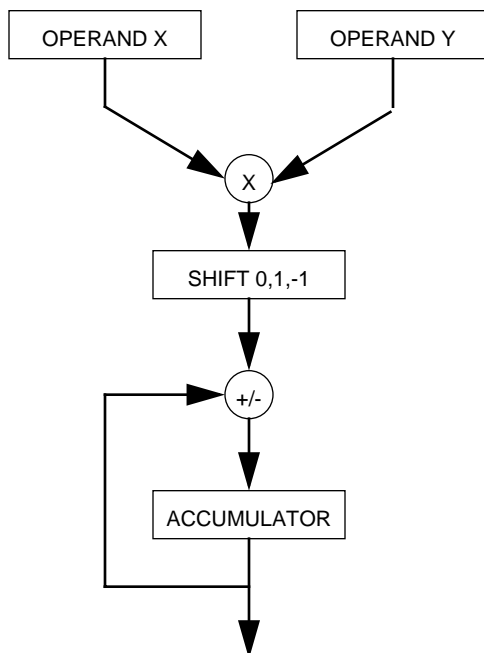 OPERAND X
OPERAND Y
X
SHIFT 0,1,-1
+/-
ACCUMULATOR